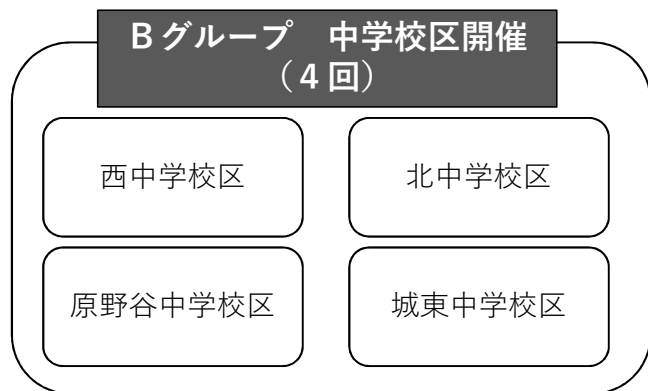 Ｂグループ　中学校区開催
（４回）
西中学校区
北中学校区
原野谷中学校区
城東中学校区